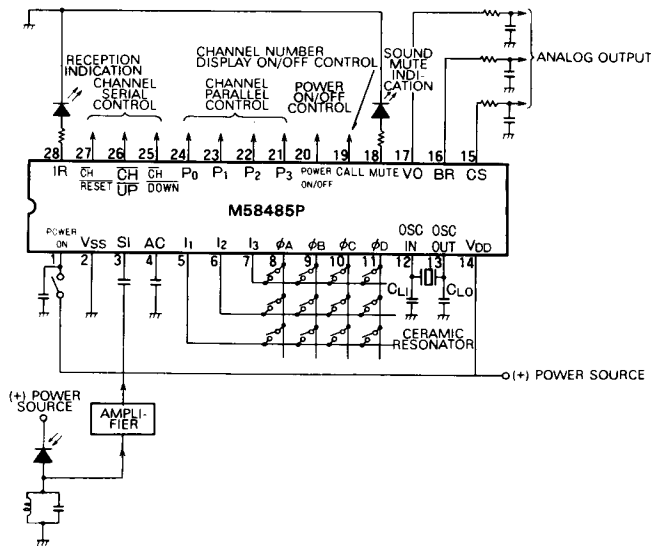 RECEPTION
INDICATION
CHANNEL
SERIAL
CONTROL
CHANNEL NUMBER
DISPLAY ON/OFF CONTROL
CHANNEL
PARALLEL
CONTROL
POWER
ON/OFF
CONTROL
SOUND
MUTE
INDI-
CATION
ANALOG OUTPUT
28 27 26 25 24 23 22 21 20 19 18 17 16 15
IR CH RESET CH UP CH DOWN P0 P1 P2 P3 POWER ON/OFF CALL MUTE VO BR CS
M58485P
POWER ON VSS SI AC I1 I2 I3 ϕA ϕB ϕC ϕD OSC IN OSC OUT VDD
1 2 3 4 5 6 7 8 9 10 11 12 13 14
CLI CLO
CERAMIC
RESONATOR
(+) POWER SOURCE
(+) POWER
SOURCE
AMPLI-
FIER